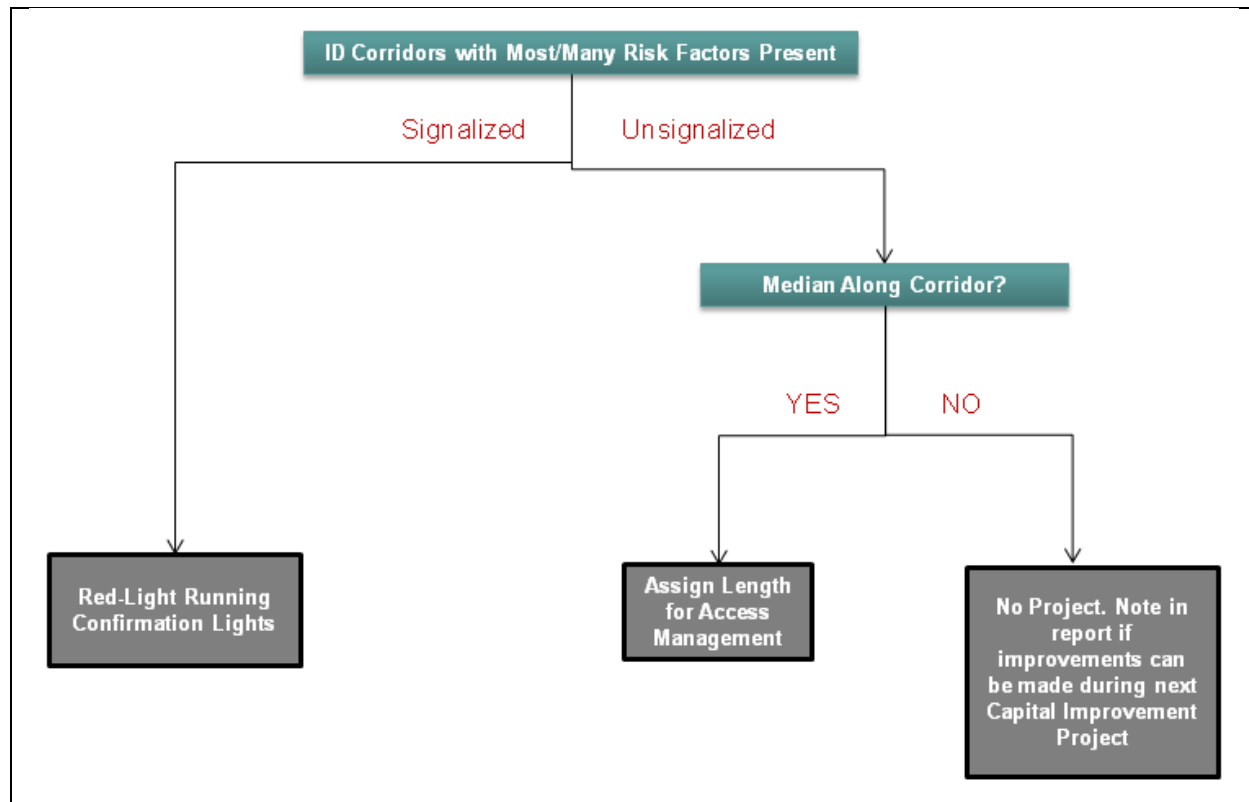 ID Corridors with Most/Many Risk Factors Present
Signalized
Unsignalized
Median Along Corridor?
YES
NO
Red-Light Running
Confirmation Lights
Assign Length
for Access
Management
No Project. Note in
report if
improvements can
be made during next
Capital Improvement
Project